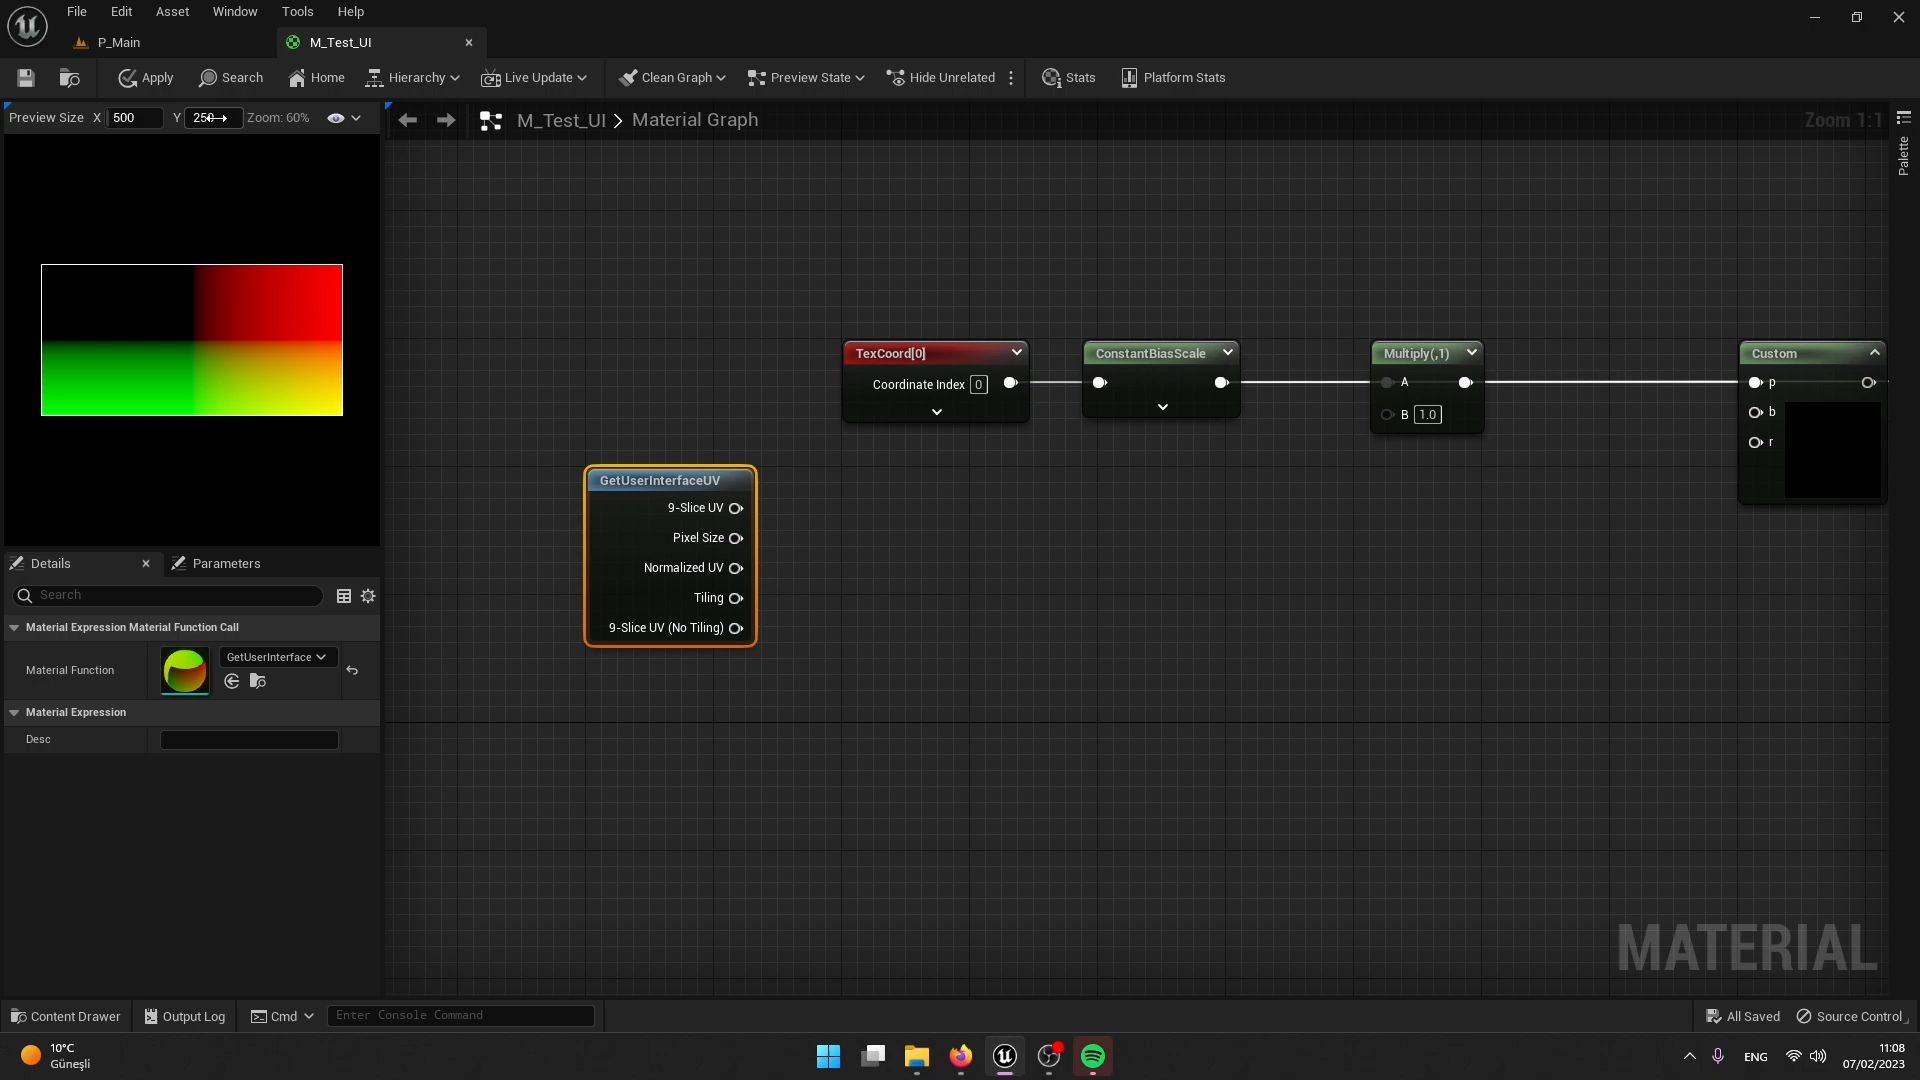 File Edit Asset Window Tools Help
P_Main
M_Test_UI
Apply Search Home Hierarchy Live Update Clean Graph Preview State Hide Unrelated Stats Platform Stats
Preview Size X 500 Y 250 Zoom: 60%
M_Test_UI Material Graph
Zoom 1:1
Palette
TexCoord[0]
Coordinate Index 0
ConstantBiasScale
Multiply(,1)
A
B 1.0
Custom
p
b
r
GetUserInterfaceUV
9-Slice UV
Pixel Size
Normalized UV
Tiling
9-Slice UV (No Tiling)
Details
Parameters
Search
Material Expression Material Function Call
Material Function
GetUserInterface
Material Expression
Desc
MATERIAL
Content Drawer Output Log Cmd Enter Console Command
All Saved Source Control
10°C
Güneşli
ENG
11:08
07/02/2023